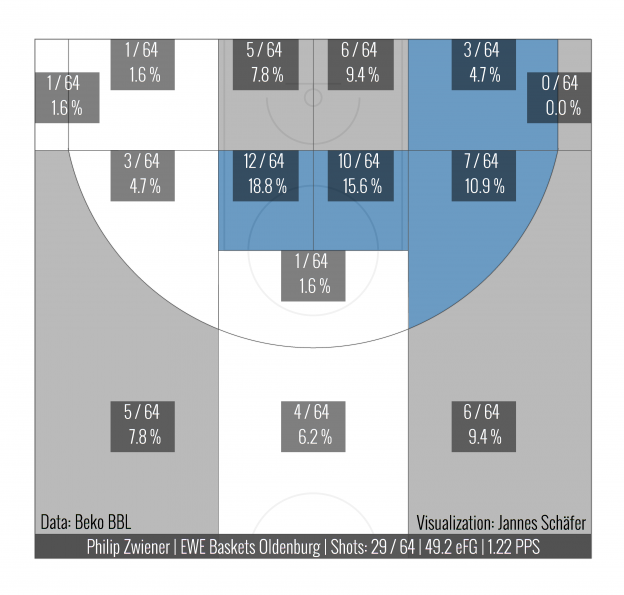 1 / 64
1.6 %
5 / 64
7.8 %
6 / 64
9.4 %
3 / 64
4.7 %
1 / 64
1.6 %
0 / 64
0.0 %
3 / 64
4.7 %
12 / 64
18.8 %
10 / 64
15.6 %
7 / 64
10.9 %
1 / 64
1.6 %
5 / 64
7.8 %
4 / 64
6.2 %
6 / 64
9.4 %
Data: Beko BBL
Visualization: Jannes Schäfer
Philip Zwiener | EWE Baskets Oldenburg | Shots: 29 / 64 | 49.2 eFG | 1.22 PPS